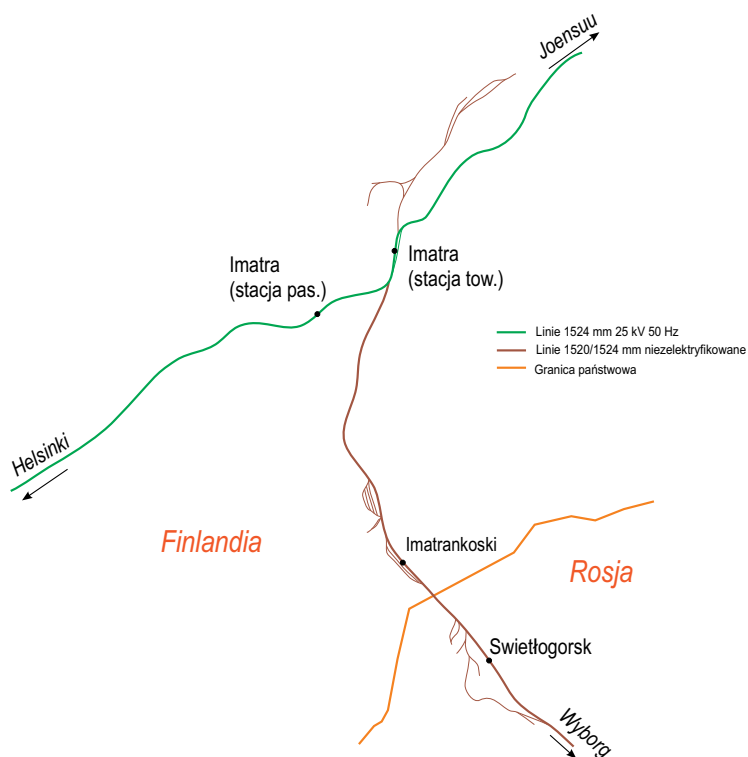 Joensuu
Imatra
(stacja pas.)
Imatra
(stacja tow.)
Linie 1524 mm 25 kV 50 Hz
Linie 1520/1524 mm niezelektryfikowane
Granica państwowa
Helsinki
Finlandia
Imatrankoski
Rosja
Swietłogorsk
Wyborg